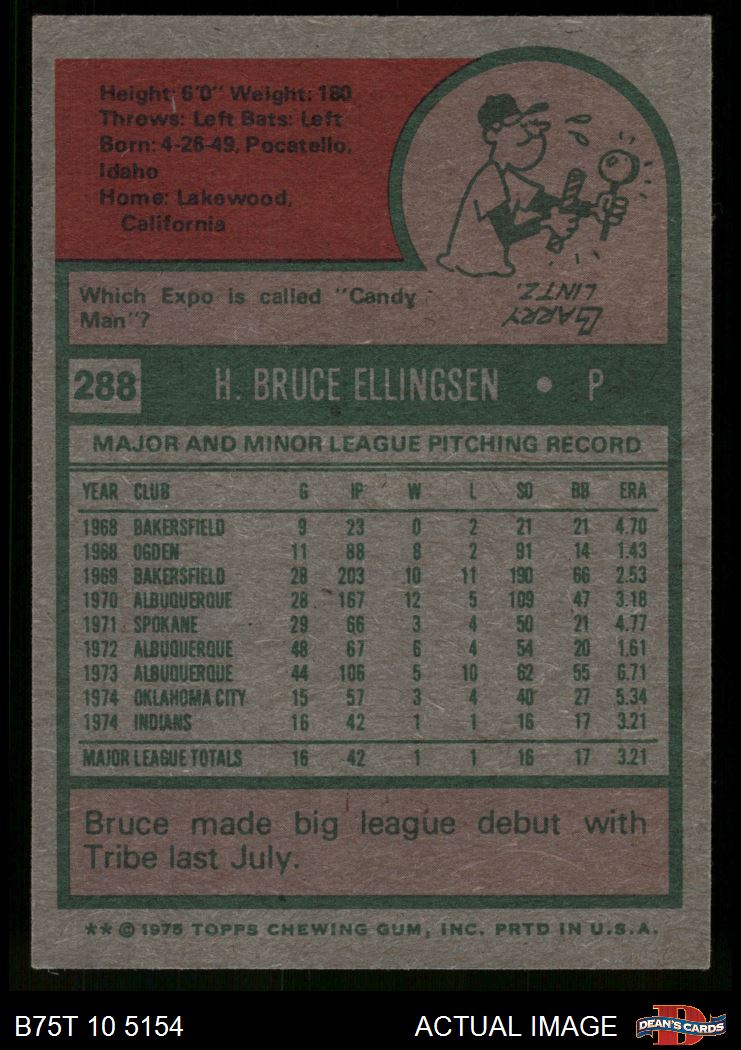 Height: 6'0" Weight: 180
Throws: Left Bats: Left
Born: 4-26-49, Pocatello,
Idaho
Home: Lakewood,
California
Which Expo is called "Candy
Man"?
LARRY
LINTZ.
288 H. BRUCE ELLINGSEN • P
MAJOR AND MINOR LEAGUE PITCHING RECORD
YEAR CLUB G IP W L SO BB ERA
1968 BAKERSFIELD 9 23 0 2 21 21 4.70
1968 OGDEN 11 88 8 2 91 14 1.43
1969 BAKERSFIELD 28 203 10 11 190 66 2.53
1970 ALBUQUERQUE 28 167 12 5 109 47 3.18
1971 SPOKANE 29 66 3 4 50 21 4.77
1972 ALBUQUERQUE 48 67 6 4 54 20 1.61
1973 ALBUQUERQUE 44 106 5 10 62 55 6.71
1974 OKLAHOMA CITY 15 57 3 4 40 27 5.34
1974 INDIANS 16 42 1 1 16 17 3.21
MAJOR LEAGUE TOTALS 16 42 1 1 16 17 3.21
Bruce made big league debut with
Tribe last July.
** © 1975 TOPPS CHEWING GUM, INC. PRTD IN U.S.A.
B75T 10 5154 ACTUAL IMAGE D DEAN'S CARDS